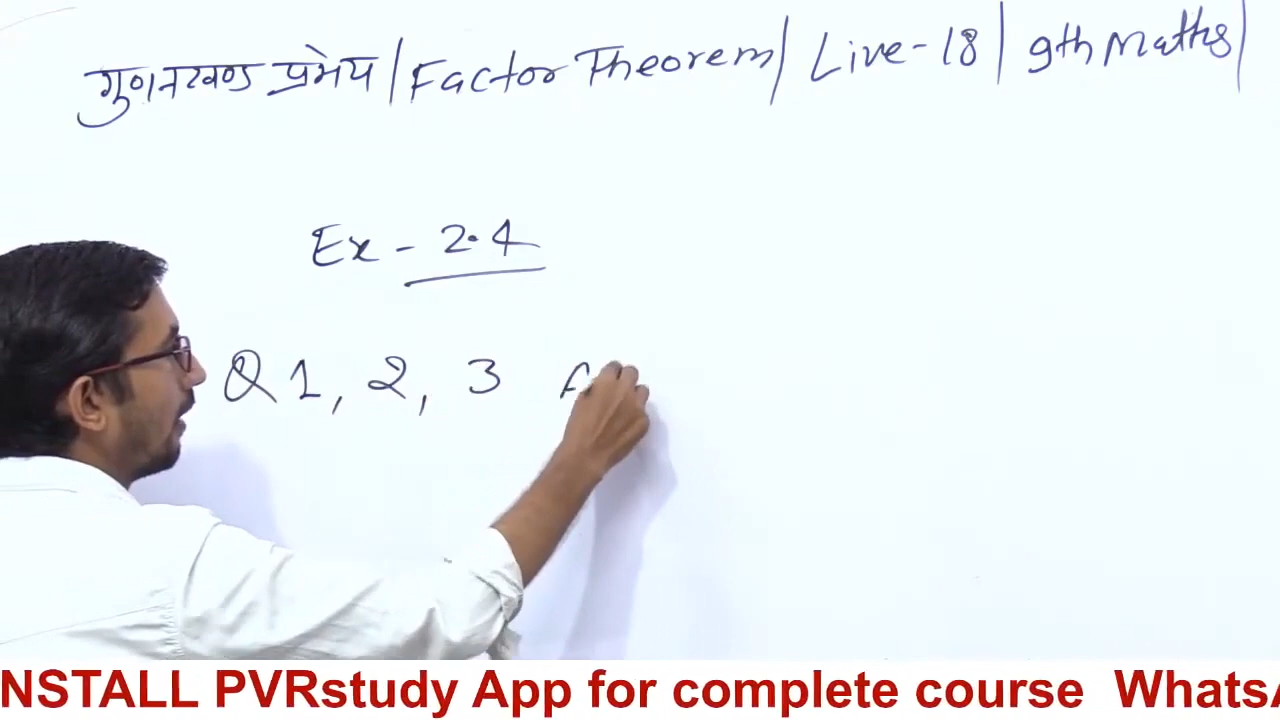 गुणनखण्ड प्रमेय | Factor Theorem | Live-18 | 9th Maths |
Ex - 2.4
Q 1, 2, 3
NSTALL PVRstudy App for complete course WhatsA